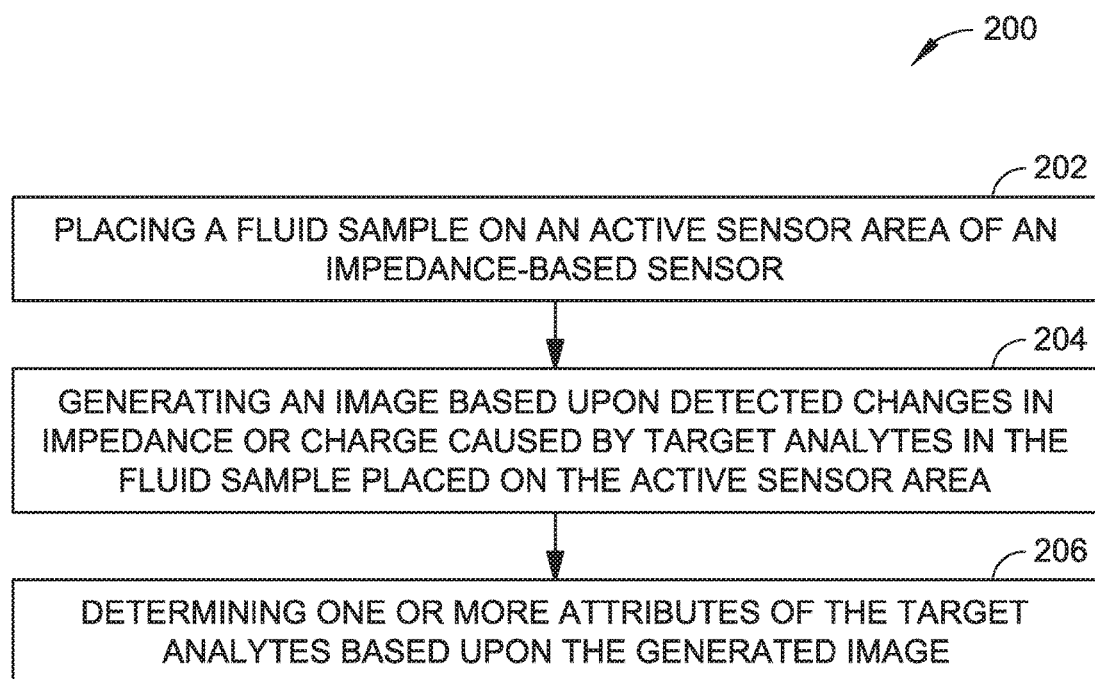 200
202
PLACING A FLUID SAMPLE ON AN ACTIVE SENSOR AREA OF AN
IMPEDANCE-BASED SENSOR
204
GENERATING AN IMAGE BASED UPON DETECTED CHANGES IN
IMPEDANCE OR CHARGE CAUSED BY TARGET ANALYTES IN THE
FLUID SAMPLE PLACED ON THE ACTIVE SENSOR AREA
206
DETERMINING ONE OR MORE ATTRIBUTES OF THE TARGET
ANALYTES BASED UPON THE GENERATED IMAGE